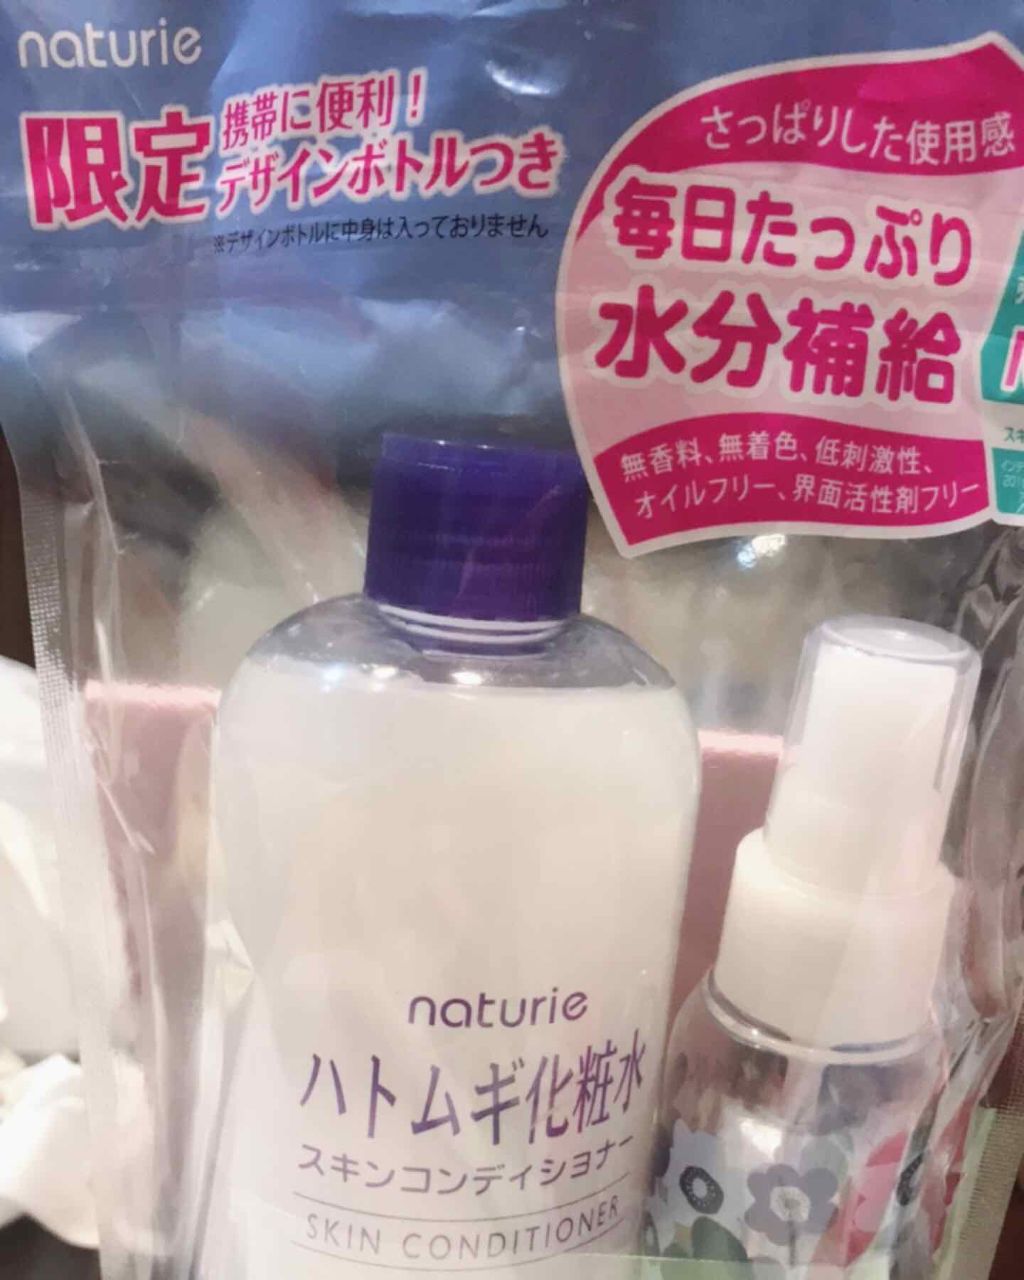 naturie
限定
携帯に便利！
デザインボトルつき
※デザインボトルに中身は入っておりません
さっぱりした使用感
毎日たっぷり
水分補給
無香料、無着色、低刺激性、
オイルフリー、界面活性剤フリー
naturie
ハトムギ化粧水
スキンコンディショナー
SKIN CONDITIONER